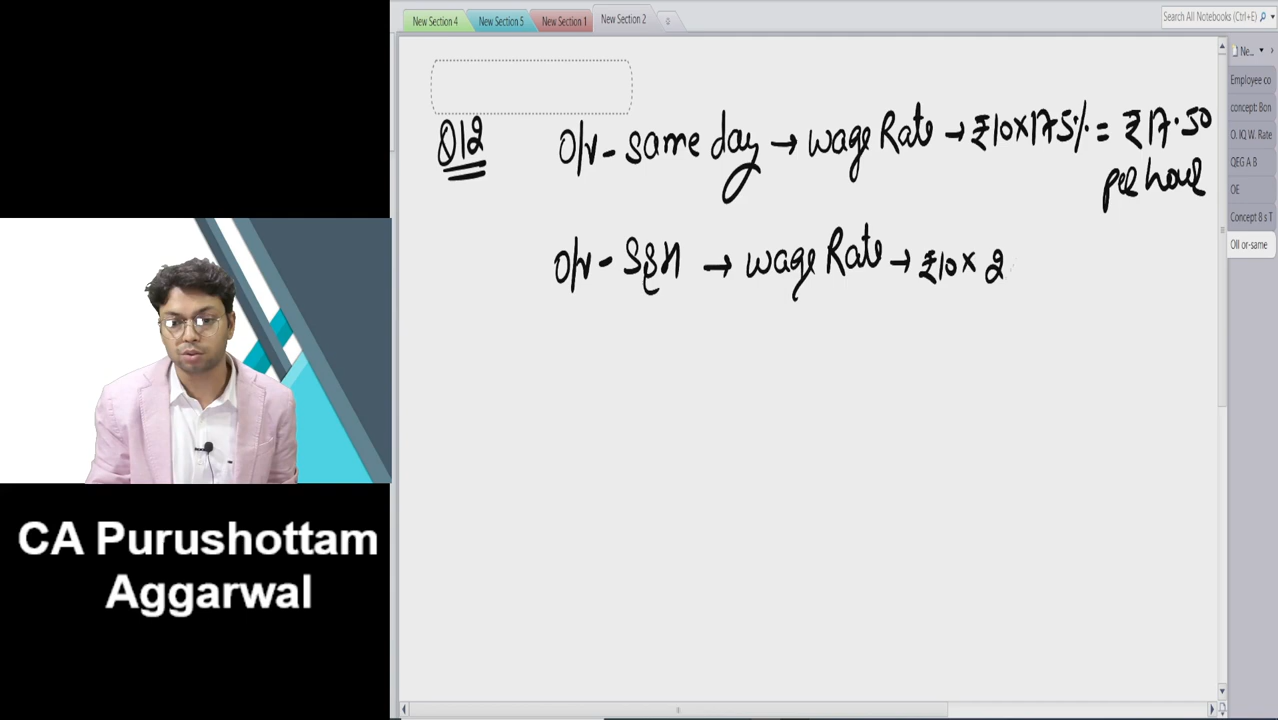 New Section 4
New Section 5
New Section 1
New Section 2
Search All Notebooks (Ctrl+E)
Ne...
Employee co
concept: Bon
Q. IQ W. Rate
QEG A B
OE
Concept 8 s T
OII or-same
Q12
O/v - same day → wage Rate → ₹10×175% = ₹17.50
per hour
O/v - S&H → wage Rate → ₹10× 2
CA Purushottam
Aggarwal